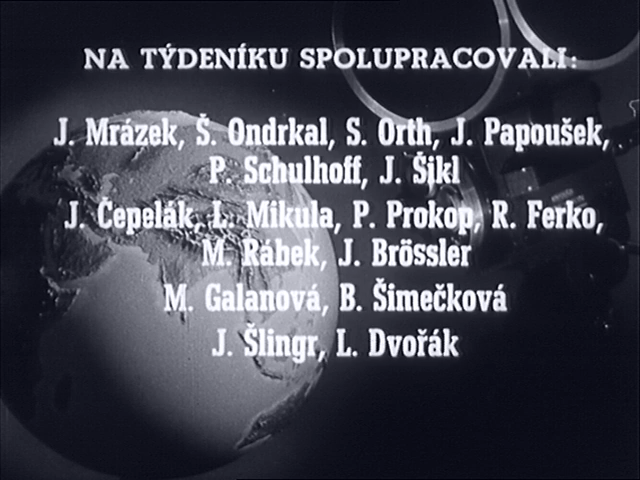 NA TÝDENÍKU SPOLUPRACOVALI:
J. Mrázek, Š. Ondrkal, S. Orth, J. Papoušek,
P. Schulhoff, J. Šikl
J. Čepelák, L. Mikula, P. Prokop, R. Ferko,
M. Rábek, J. Brössler
M. Galanová, B. Šimečková
J. Šlingr, L. Dvořák